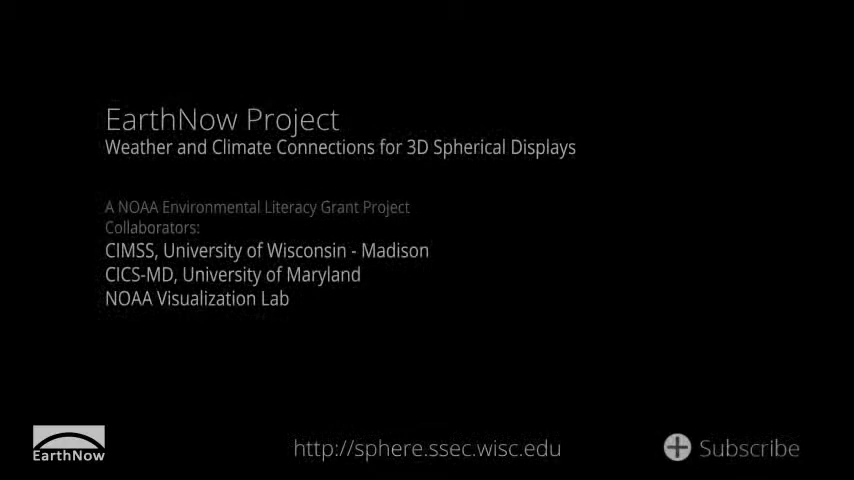 EarthNow Project
Weather and Climate Connections for 3D Spherical Displays
A NOAA Environmental Literacy Grant Project
Collaborators:
CIMSS, University of Wisconsin - Madison
CICS-MD, University of Maryland
NOAA Visualization Lab
EarthNow
http://sphere.ssec.wisc.edu
Subscribe